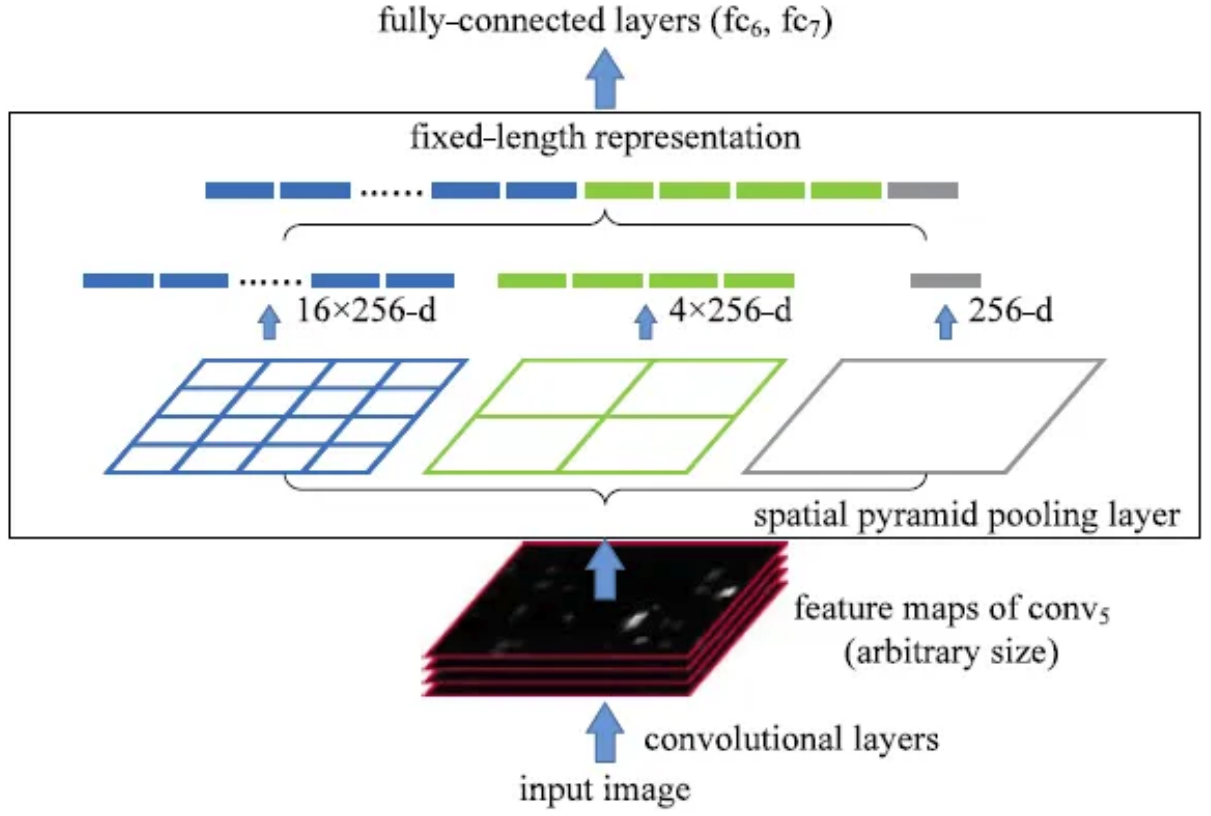 fully-connected layers (fc₆, fc₇)
fixed-length representation
......
......
16×256-d
4×256-d
256-d
spatial pyramid pooling layer
feature maps of conv₅
(arbitrary size)
convolutional layers
input image